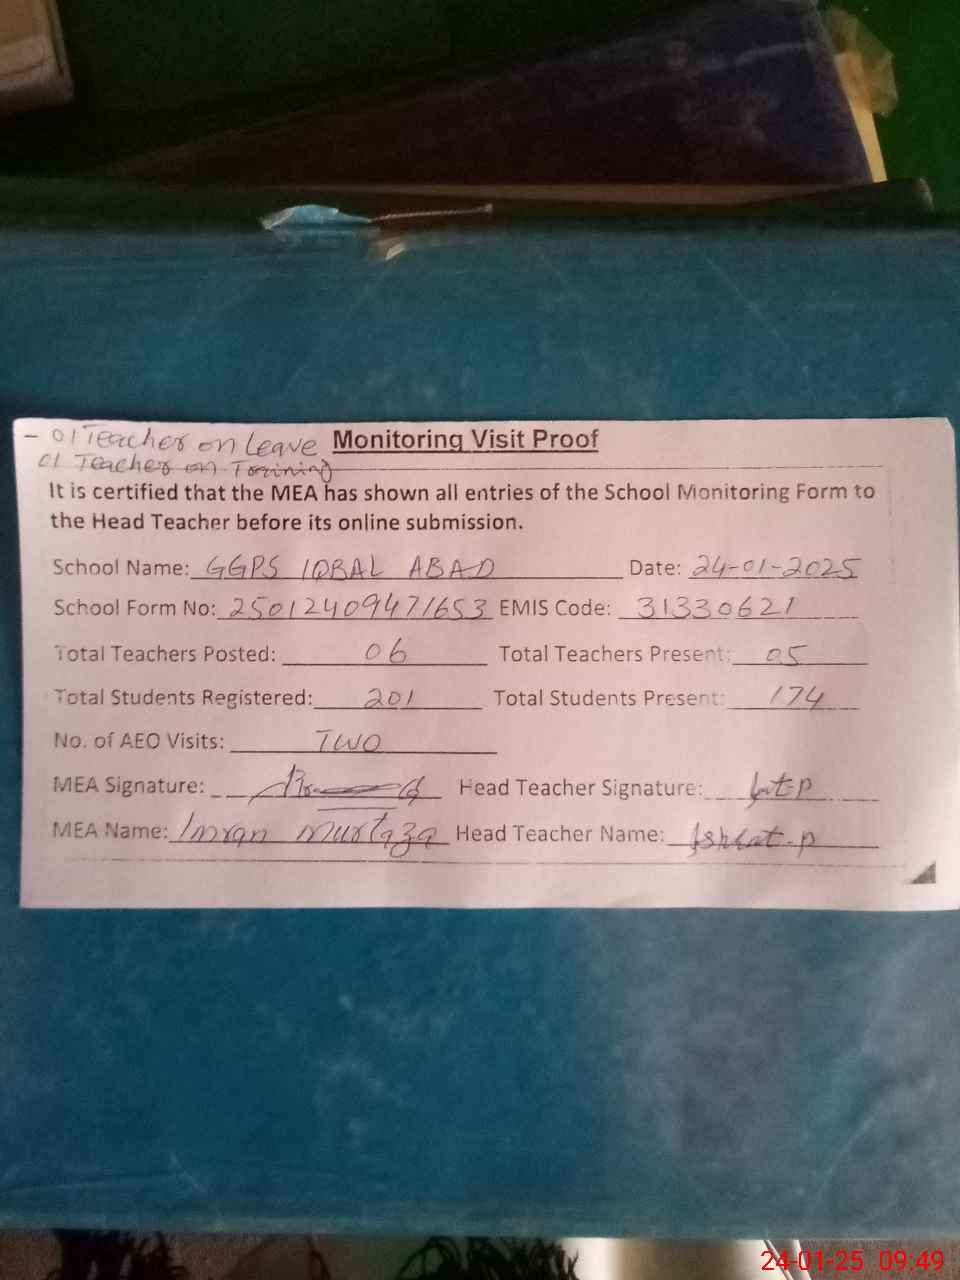 - 01 Teacher on Leave Monitoring Visit Proof
01 Teacher on Training
It is certified that the MEA has shown all entries of the School Monitoring Form to
the Head Teacher before its online submission.
School Name: GGPS IQBAL ABAD Date: 24-01-2025
School Form No: 25012409471653 EMIS Code: 31330621
Total Teachers Posted: 06 Total Teachers Present: 05
Total Students Registered: 201 Total Students Present: 174
No. of AEO Visits: TWO
MEA Signature: Head Teacher Signature:
MEA Name: Imran Murtaza Head Teacher Name:
24-01-25 09:49